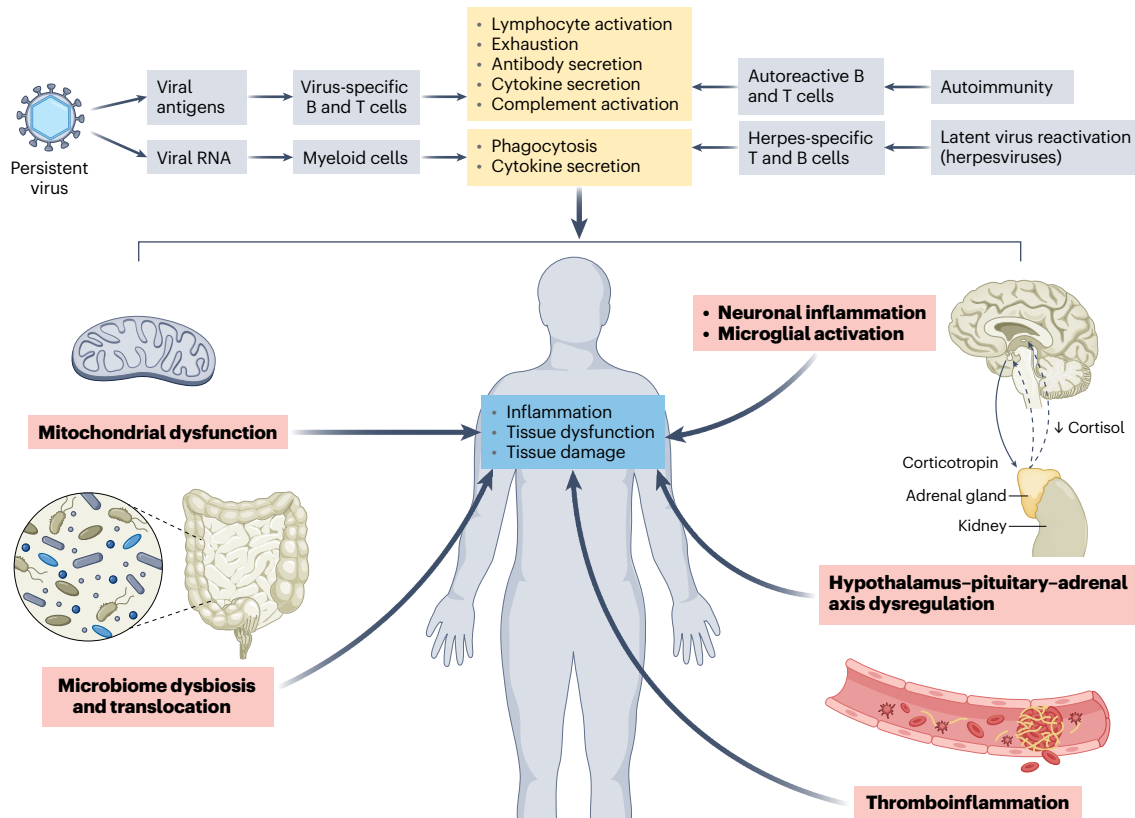 Persistent
virus
Viral
antigens
Virus-specific
B and T cells
• Lymphocyte activation
• Exhaustion
• Antibody secretion
• Cytokine secretion
• Complement activation
Autoreactive B
and T cells
Autoimmunity
Viral RNA
Myeloid cells
• Phagocytosis
• Cytokine secretion
Herpes-specific
T and B cells
Latent virus reactivation
(herpesviruses)
• Neuronal inflammation
• Microglial activation
Mitochondrial dysfunction
• Inflammation
• Tissue dysfunction
• Tissue damage
↓ Cortisol
Corticotropin
Adrenal gland
Kidney
Hypothalamus–pituitary–adrenal
axis dysregulation
Microbiome dysbiosis
and translocation
Thromboinflammation